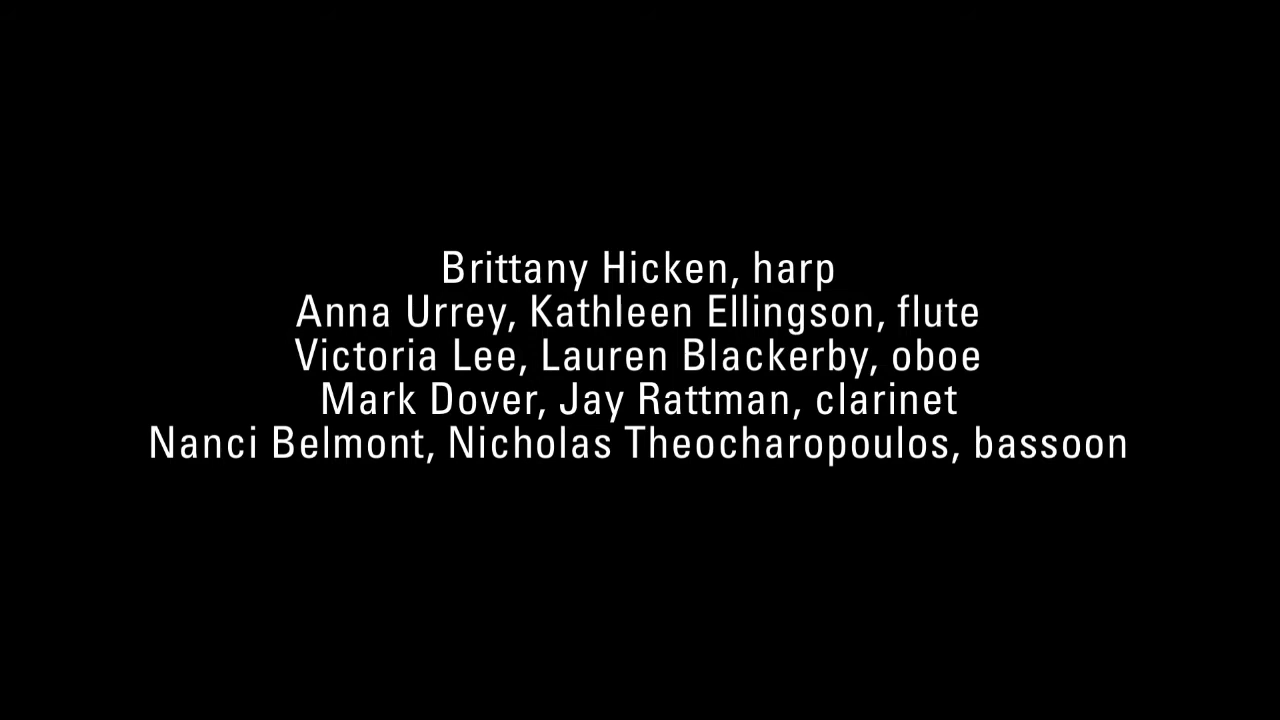 Brittany Hicken, harp
Anna Urrey, Kathleen Ellingson, flute
Victoria Lee, Lauren Blackerby, oboe
Mark Dover, Jay Rattman, clarinet
Nanci Belmont, Nicholas Theocharopoulos, bassoon